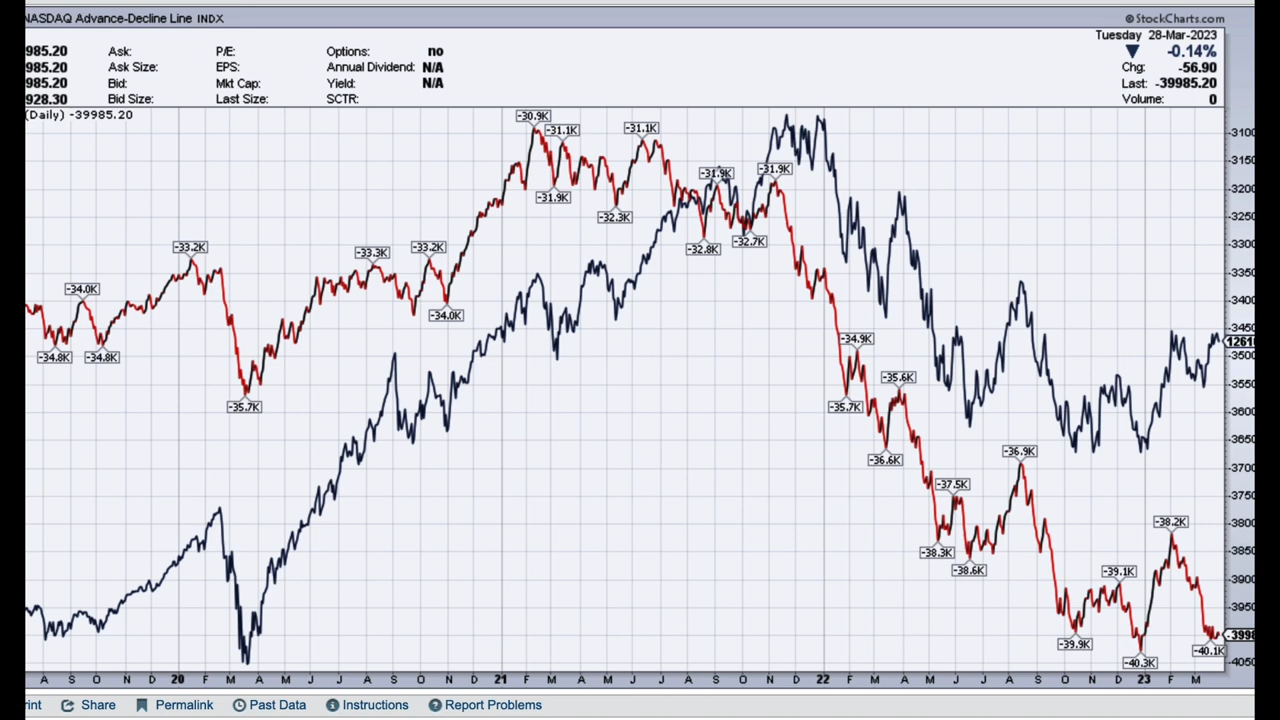 NASDAQ Advance-Decline Line INDX
© StockCharts.com
Tuesday 28-Mar-2023
985.20 Ask: P/E: Options: no ▼ -0.14%
985.20 Ask Size: EPS: Annual Dividend: N/A Chg: -56.90
985.20 Bid: Mkt Cap: Yield: N/A Last: -39985.20
928.30 Bid Size: Last Size: SCTR: Volume: 0
(Daily) -39985.20
-30.9K
-31.1K
-31.1K
-31.9K
-31.9K
-31.9K
-32.3K
-32.7K
-32.8K
-33.2K
-33.2K
-33.3K
-34.0K
-34.0K
-34.8K
-34.8K
-34.9K
-35.7K
-35.7K
-35.6K
-36.6K
-36.9K
-37.5K
-38.3K
-38.6K
-38.2K
-39.1K
-39.9K
-40.3K
-40.1K
-3100
-3150
-3200
-3250
-3300
-3350
-3400
-3450
1261
-3500
-3550
-3600
-3650
-3700
-3750
-3800
-3850
-3900
-3950
-3998
-4050
A S O N D 20 F M A M J J A S O N D 21 F M A M J J A S O N D 22 F M A M J J A S O N D 23 F M
int Share Permalink Past Data Instructions Report Problems